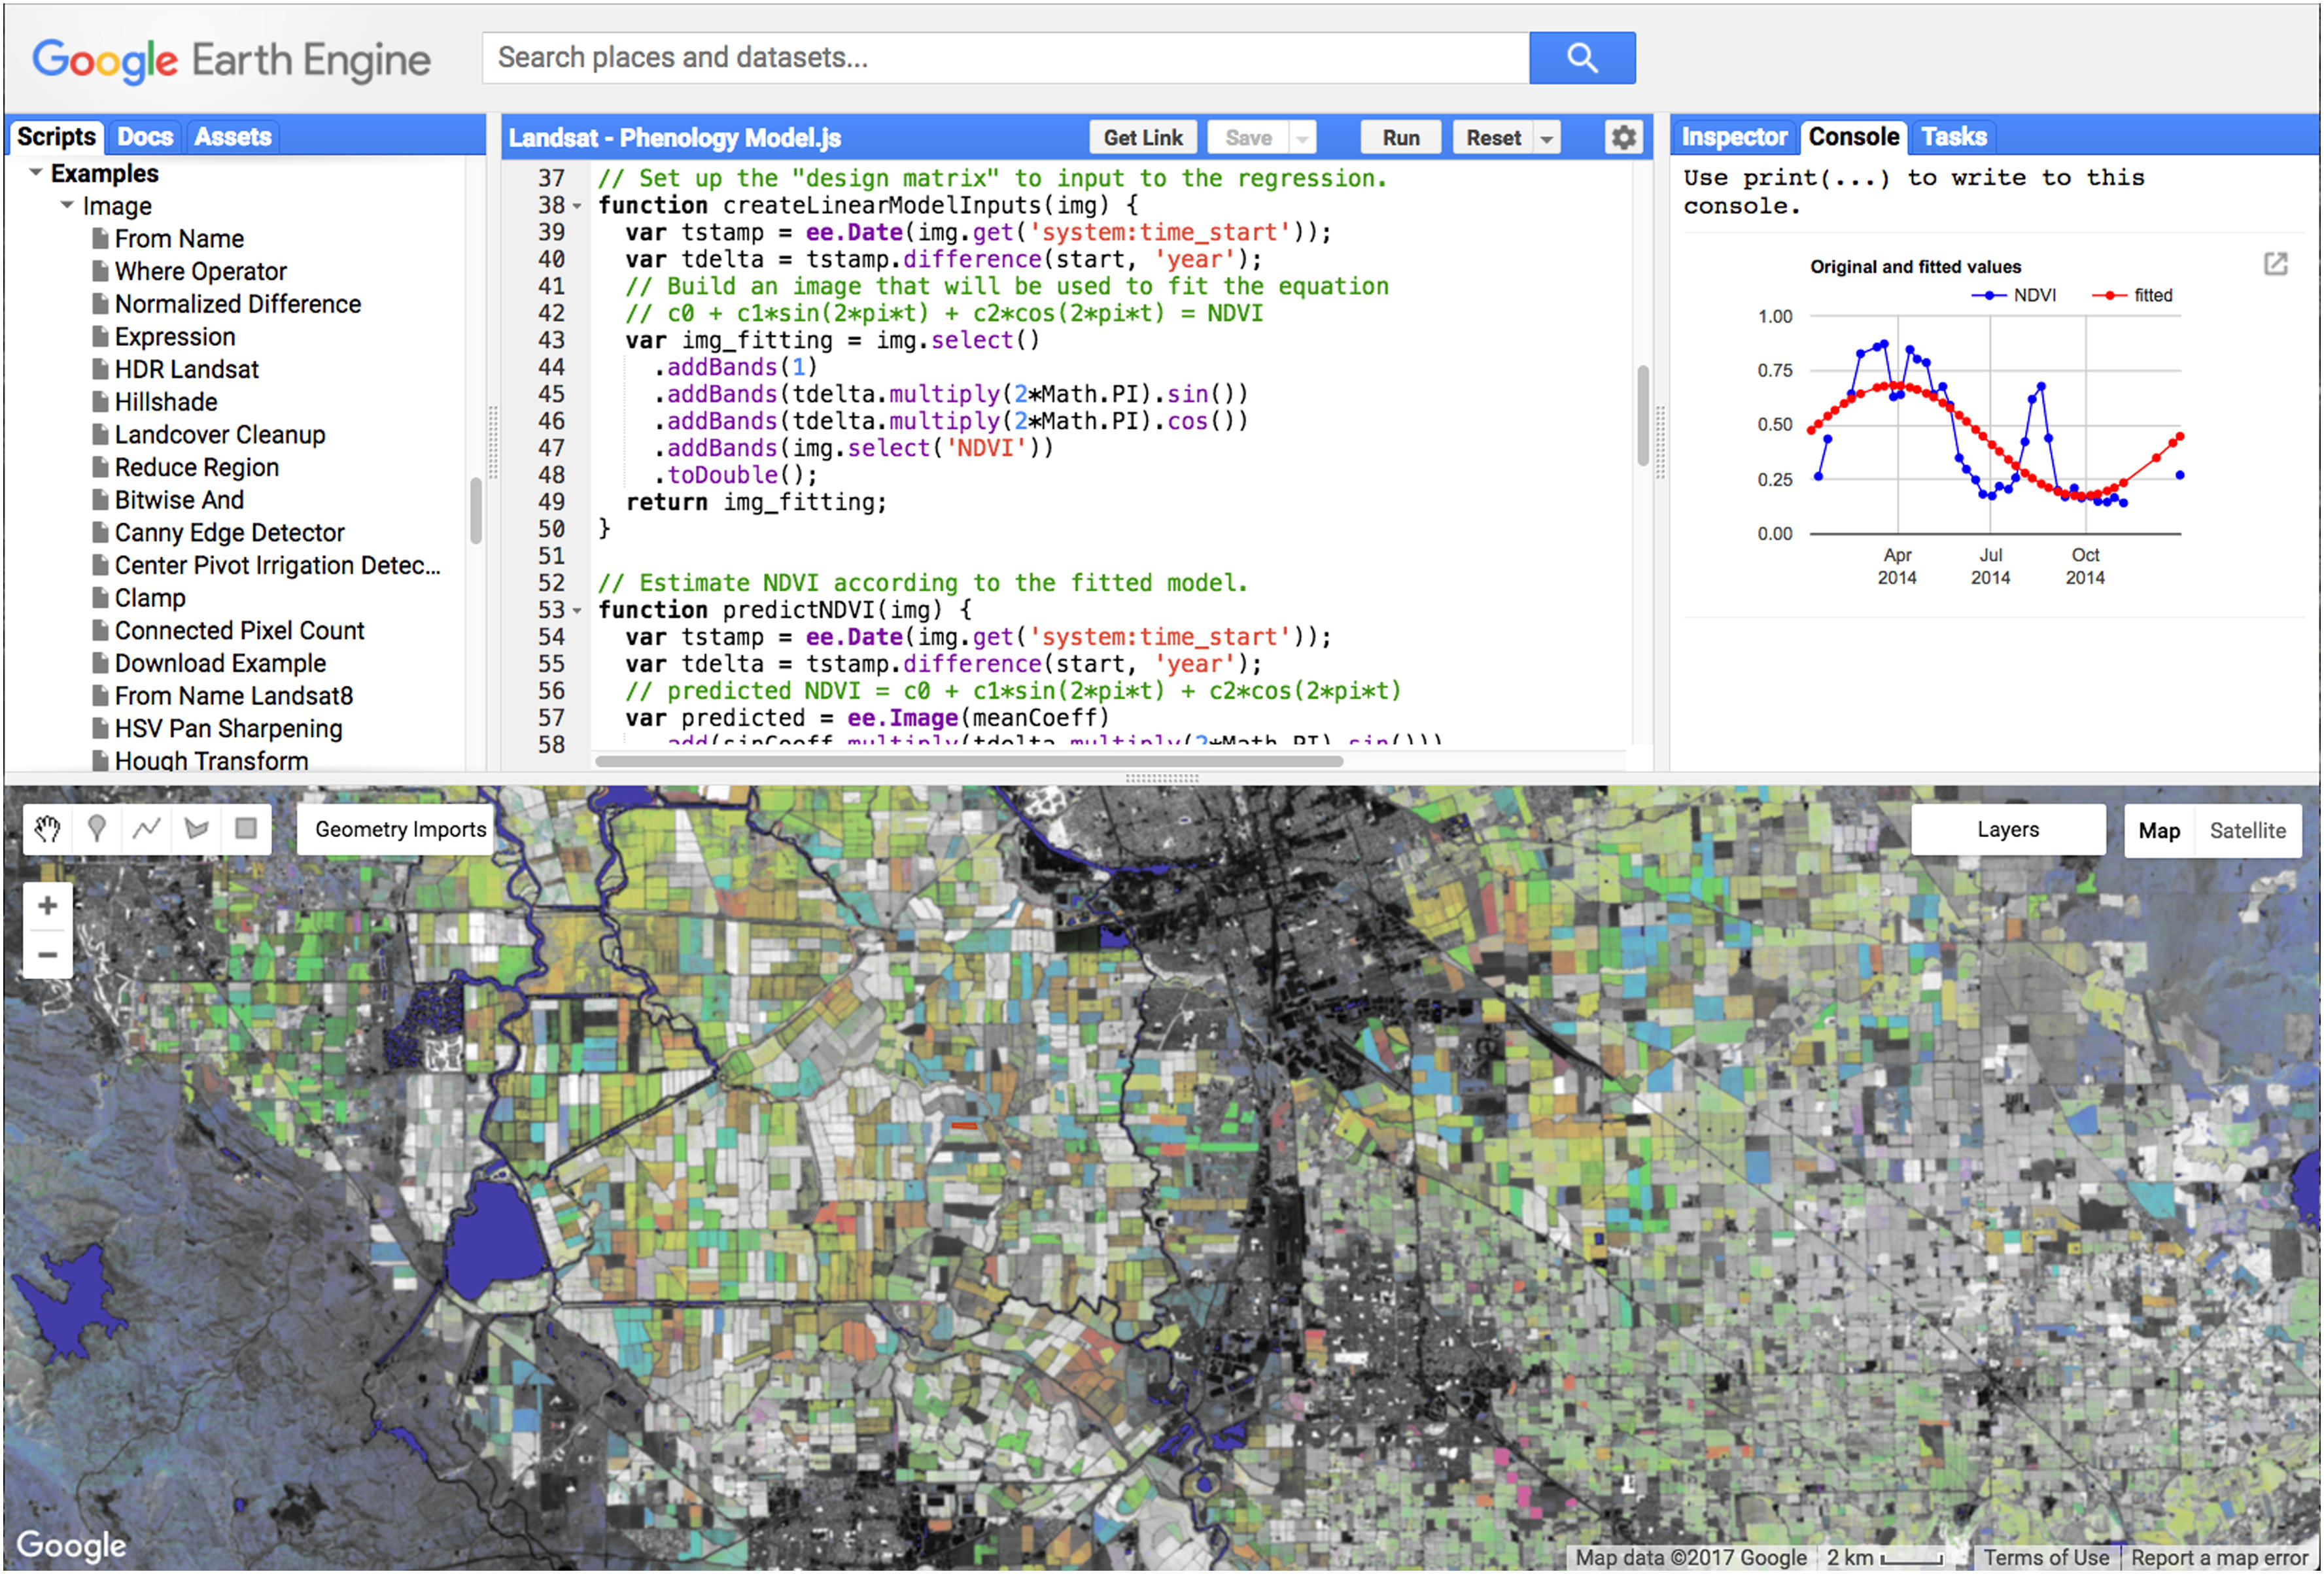 Google Earth Engine
Search places and datasets...
Scripts Docs Assets
Examples
Image
From Name
Where Operator
Normalized Difference
Expression
HDR Landsat
Hillshade
Landcover Cleanup
Reduce Region
Bitwise And
Canny Edge Detector
Center Pivot Irrigation Detec...
Clamp
Connected Pixel Count
Download Example
From Name Landsat8
HSV Pan Sharpening
Hough Transform
Landsat - Phenology Model.js Get Link Save Run Reset
37 // Set up the "design matrix" to input to the regression.
38 function createLinearModelInputs(img) {
39 var tstamp = ee.Date(img.get('system:time_start'));
40 var tdelta = tstamp.difference(start, 'year');
41 // Build an image that will be used to fit the equation
42 // c0 + c1*sin(2*pi*t) + c2*cos(2*pi*t) = NDVI
43 var img_fitting = img.select()
44 .addBands(1)
45 .addBands(tdelta.multiply(2*Math.PI).sin())
46 .addBands(tdelta.multiply(2*Math.PI).cos())
47 .addBands(img.select('NDVI'))
48 .toDouble();
49 return img_fitting;
50 }
51
52 // Estimate NDVI according to the fitted model.
53 function predictNDVI(img) {
54 var tstamp = ee.Date(img.get('system:time_start'));
55 var tdelta = tstamp.difference(start, 'year');
56 // predicted NDVI = c0 + c1*sin(2*pi*t) + c2*cos(2*pi*t)
57 var predicted = ee.Image(meanCoeff)
58 .add(sinCoeff.multiply(tdelta.multiply(2*Math.PI).sin()))
Inspector Console Tasks
Use print(...) to write to this
console.
Original and fitted values
NDVI fitted
1.00
0.75
0.50
0.25
0.00
Apr Jul Oct
2014 2014 2014
Geometry Imports
Layers
Map Satellite
+
−
Google
Map data ©2017 Google 2 km Terms of Use Report a map error